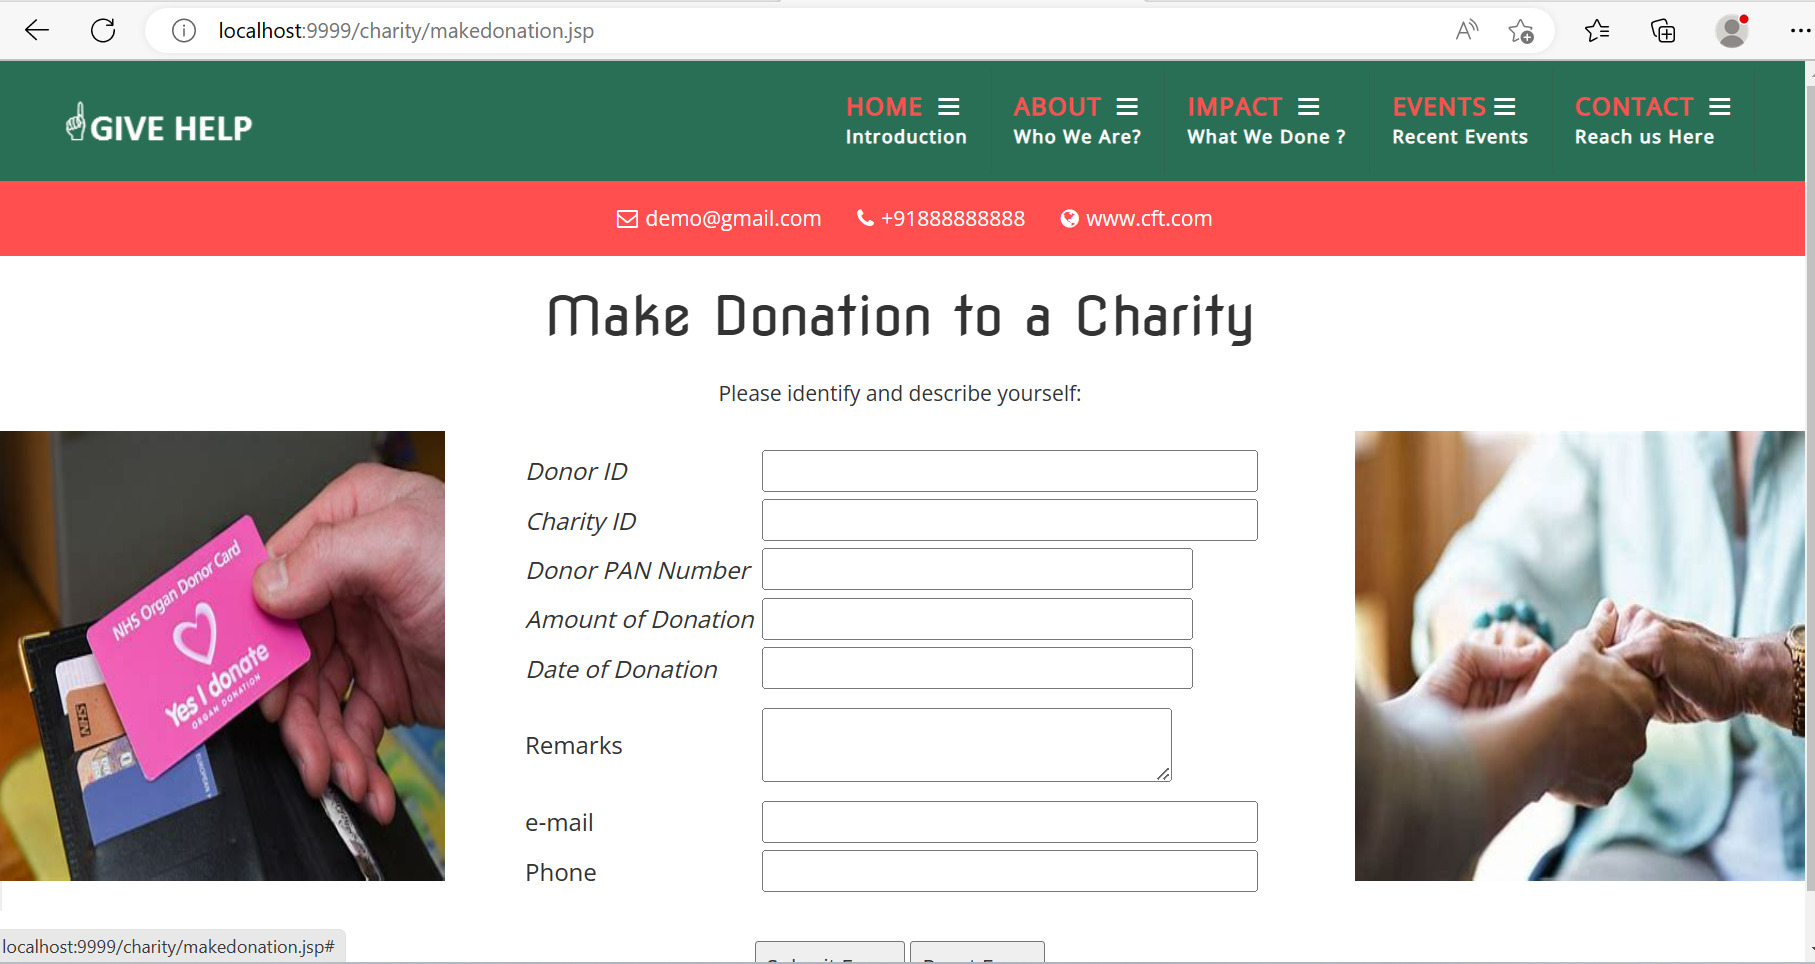 localhost:9999/charity/makedonation.jsp
GIVE HELP
HOME
Introduction
ABOUT
Who We Are?
IMPACT
What We Done ?
EVENTS
Recent Events
CONTACT
Reach us Here
demo@gmail.com +91888888888 www.cft.com
Make Donation to a Charity
Please identify and describe yourself:
NHS Organ Donor Card
Yes I donate
ORGAN DONATION
Donor ID
Charity ID
Donor PAN Number
Amount of Donation
Date of Donation
Remarks
e-mail
Phone
localhost:9999/charity/makedonation.jsp#